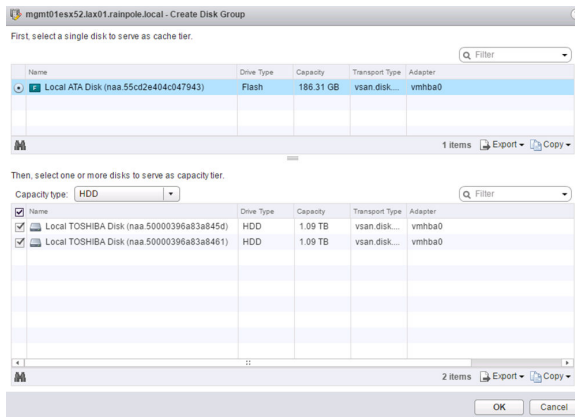 mgmt01esx52.lax01.rainpole.local - Create Disk Group
First, select a single disk to serve as cache tier.
Filter
Name Drive Type Capacity Transport Type Adapter
F Local ATA Disk (naa.55cd2e404c047943) Flash 186.31 GB vsan.disk.... vmhba0
1 items Export Copy
Then, select one or more disks to serve as capacity tier.
Capacity type: HDD
Filter
Name Drive Type Capacity Transport Type Adapter
Local TOSHIBA Disk (naa.50000396a83a845d) HDD 1.09 TB vsan.disk.... vmhba0
Local TOSHIBA Disk (naa.50000396a83a8461) HDD 1.09 TB vsan.disk.... vmhba0
2 items Export Copy
OK Cancel